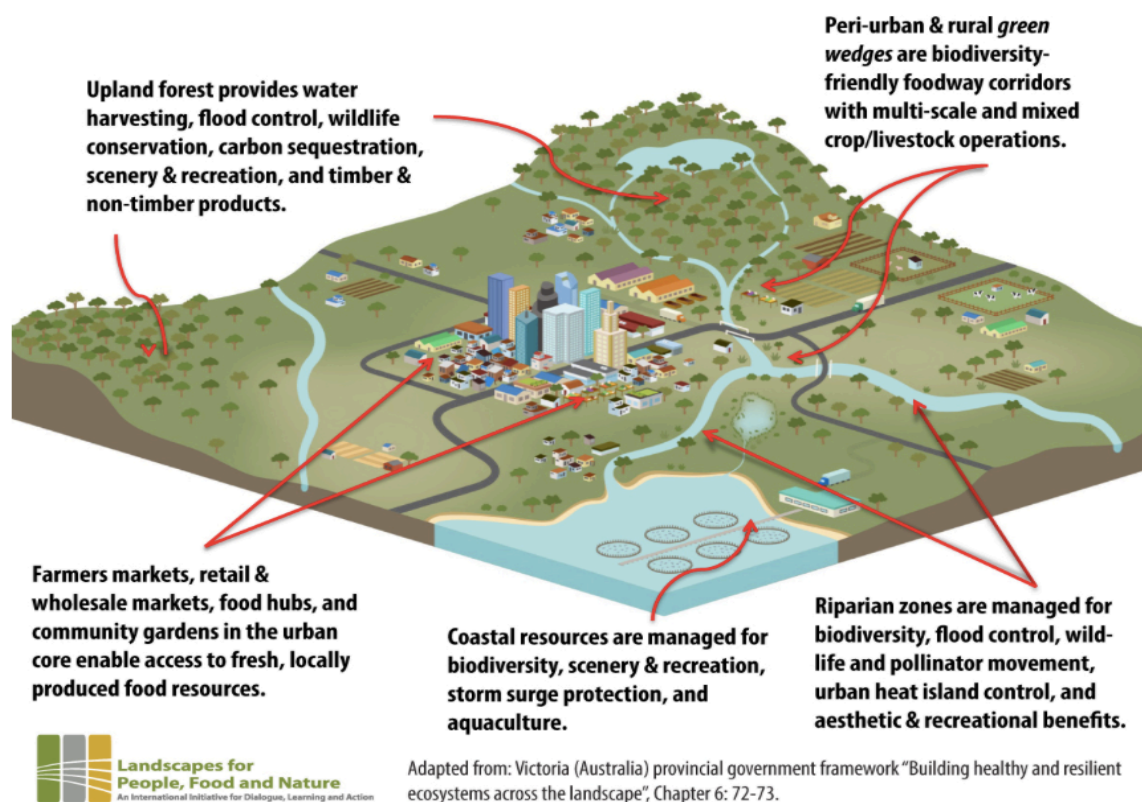 Peri-urban & rural green
wedges are biodiversity-
friendly foodway corridors
with multi-scale and mixed
crop/livestock operations.
Upland forest provides water
harvesting, flood control, wildlife
conservation, carbon sequestration,
scenery & recreation, and timber &
non-timber products.
Farmers markets, retail &
wholesale markets, food hubs, and
community gardens in the urban
core enable access to fresh, locally
produced food resources.
Coastal resources are managed for
biodiversity, scenery & recreation,
storm surge protection, and
aquaculture.
Riparian zones are managed for
biodiversity, flood control, wild-
life and pollinator movement,
urban heat island control, and
aesthetic & recreational benefits.
Landscapes for
People, Food and Nature
An International Initiative for Dialogue, Learning and Action
Adapted from: Victoria (Australia) provincial government framework “Building healthy and resilient
ecosystems across the landscape”, Chapter 6: 72-73.